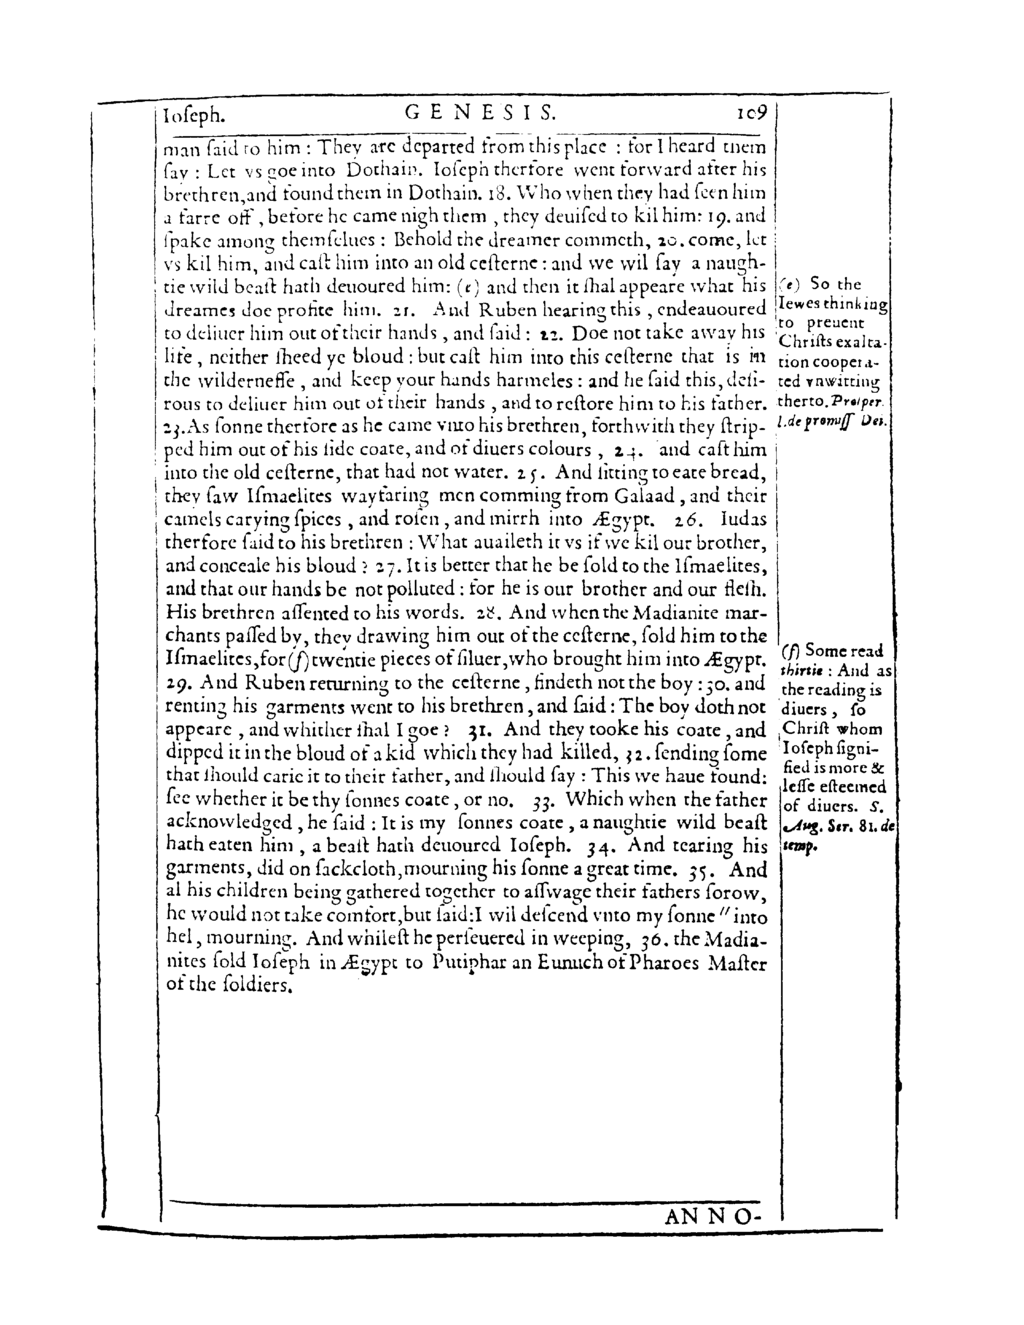 Ioſeph. GENESIS. 109
man ſaid to him : They are departed from this place : for I heard them
ſay : Let vs goe into Dothain. Ioſeph therfore went forward after his
brethren, and found them in Dothain. 18. Who when they had ſeen him
a farre off , before he came nigh them , they deuiſed to kil him: 19. and
ſpake among themſelues : Behold the dreamer commeth, 20. come, let
vs kil him, and caſt him into an old ceſterne : and we wil ſay a naugh-
tie wild beaſt hath deuoured him: (e) and then it ſhal appeare what his
dreames doe profite him. 21. And Ruben hearing this , endeauoured
to deliuer him out of their hands , and ſaid : 22. Doe not take away his
life , neither ſheed ye bloud : but caſt him into this ceſterne that is in
the wilderneſſe , and keep your hands harmeles : and he ſaid this, deſi-
rous to deliuer him out of their hands , and to reſtore him to his father.
23. As ſonne therfore as he came vnto his brethren, forthwith they ſtrip-
ped him out of his ſide coate, and of diuers colours , 24. and caſt him
into the old ceſterne, that had not water. 25. And ſitting to eate bread,
they ſaw Iſmaelites wayfaring men comming from Galaad , and their
camels carying ſpices , and roſen , and mirrh into Ægypt. 26. Iudas
therfore ſaid to his brethren : What auaileth it vs if we kil our brother,
and conceale his bloud ? 27. It is better that he be ſold to the Iſmaelites,
and that our hands be not polluted : for he is our brother and our fleſh.
His brethren aſſented to his words. 28. And when the Madianite mar-
chants paſſed by, they drawing him out of the ceſterne, ſold him to the
Iſmaelites, for (f) twentie pieces of ſiluer, who brought him into Ægypt.
29. And Ruben returning to the ceſterne , findeth not the boy : 30. and
renting his garments went to his brethren, and ſaid : The boy doth not
appeare , and whither ſhal I goe ? 31. And they tooke his coate , and
dipped it in the bloud of a kid which they had killed, 32. ſending ſome
that ſhould carie it to their father, and ſhould ſay : This we haue found:
ſee whether it be thy ſonnes coate , or no. 33. Which when the father
acknowledged , he ſaid : It is my ſonnes coate , a naughtie wild beaſt
hath eaten him , a beaſt hath deuoured Ioſeph. 34. And tearing his
garments, did on ſackcloth, mourning his ſonne a great time. 35. And
al his children being gathered together to aſſwage their fathers ſorow,
he would not take comfort, but ſaid: I wil deſcend vnto my ſonne " into
hel , mourning. And whileſt he perſeuered in weeping, 36. the Madia-
nites ſold Ioſeph in Ægypt to Putiphar an Eunuch of Pharoes Maſter
of the ſoldiers.
(e) So the
Iewes thinking
to preuent
Chriſts exalta-
tion coopera-
ted vnwitting
therto. Proſper
l. de promiſſ Dei.
(f) Some read
thirtie : And as
the reading is
diuers , ſo
Chriſt whom
Ioſeph ſigni-
fied is more &
leſſe eſteemed
of diuers. S.
Aug. Ser. 81. de
temp.
ANNO-